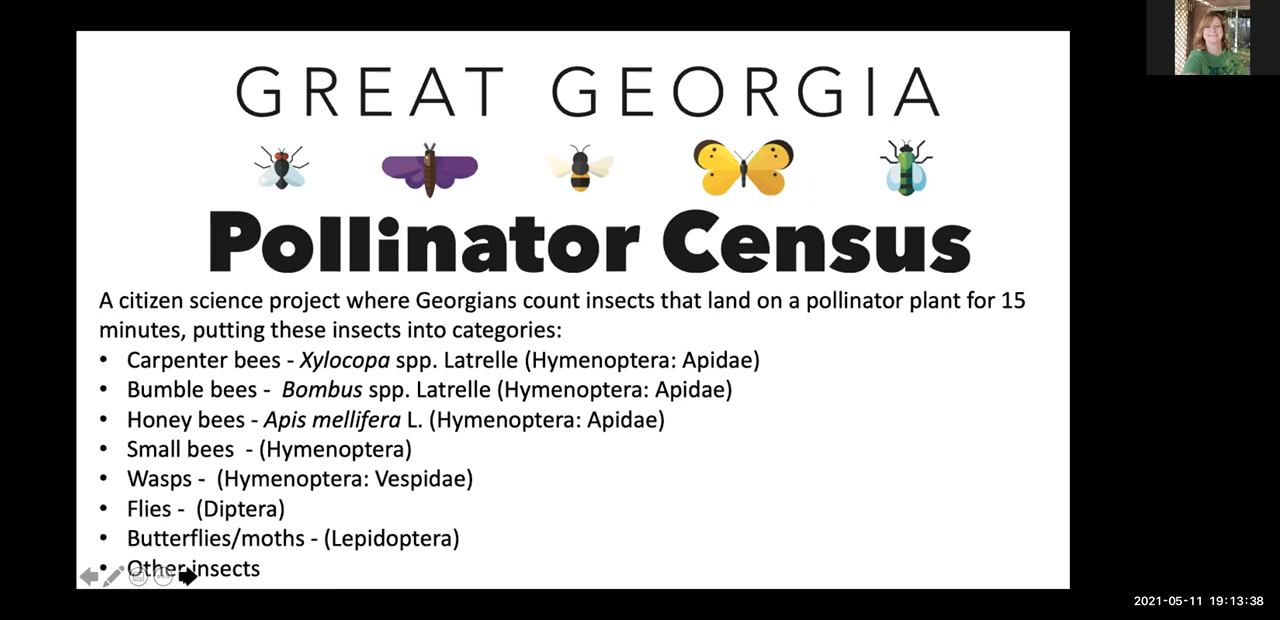 GREAT GEORGIA
Pollinator Census
A citizen science project where Georgians count insects that land on a pollinator plant for 15
minutes, putting these insects into categories:
• Carpenter bees - Xylocopa spp. Latrelle (Hymenoptera: Apidae)
• Bumble bees - Bombus spp. Latrelle (Hymenoptera: Apidae)
• Honey bees - Apis mellifera L. (Hymenoptera: Apidae)
• Small bees - (Hymenoptera)
• Wasps - (Hymenoptera: Vespidae)
• Flies - (Diptera)
• Butterflies/moths - (Lepidoptera)
• Other insects
2021-05-11 19:13:38